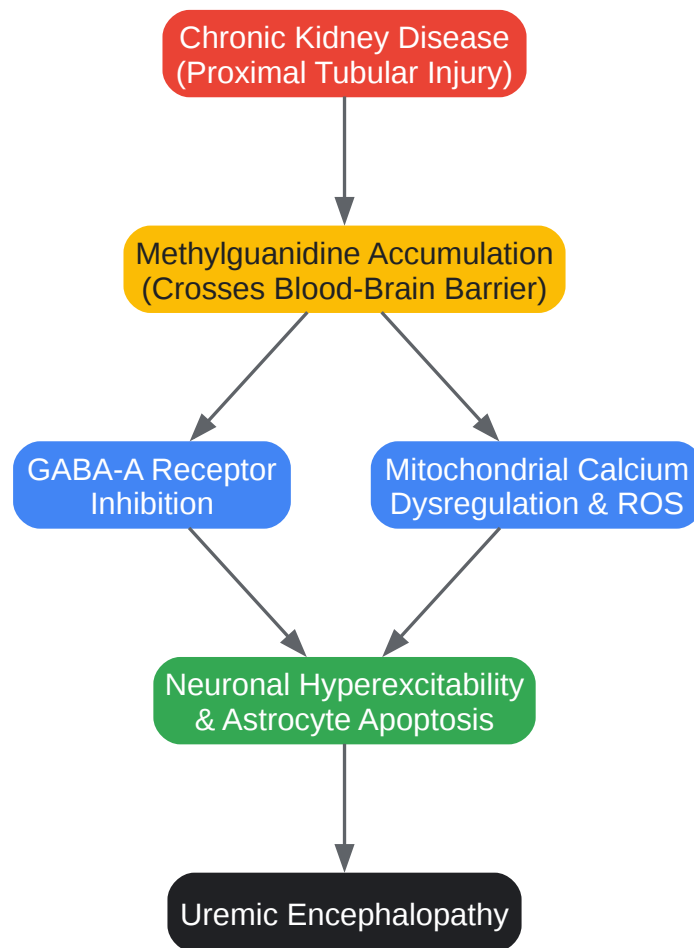 Chronic Kidney Disease
(Proximal Tubular Injury)
Methylguanidine Accumulation
(Crosses Blood-Brain Barrier)
GABA-A Receptor
Inhibition
Mitochondrial Calcium
Dysregulation & ROS
Neuronal Hyperexcitability
& Astrocyte Apoptosis
Uremic Encephalopathy